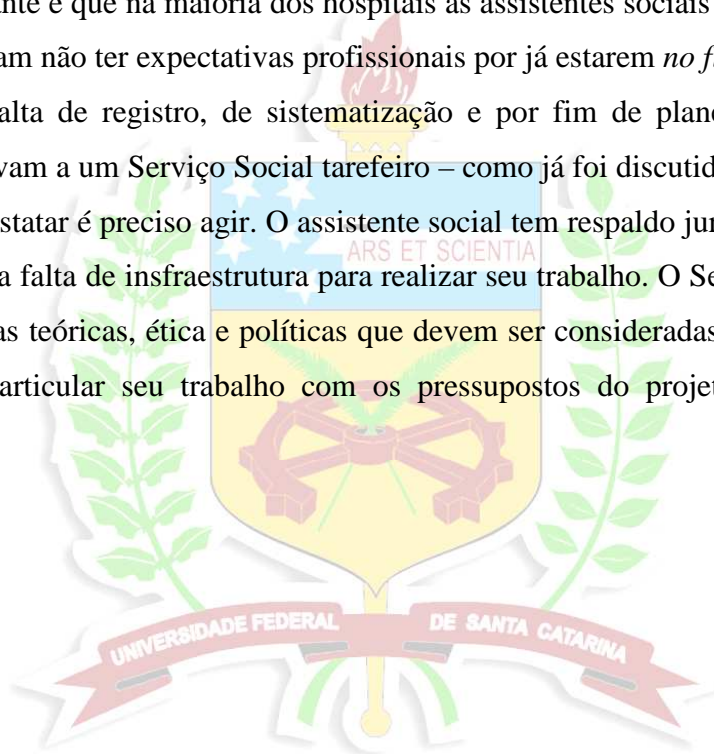 ante é que na maioria dos hospitais as assistentes sociais
am não ter expectativas profissionais por já estarem no f
alta de registro, de sistematização e por fim de plane
vam a um Serviço Social tarefeiro – como já foi discutid
statar é preciso agir. O assistente social tem respaldo jur
a falta de insfraestrutura para realizar seu trabalho. O Se
as teóricas, ética e políticas que devem ser consideradas
articular seu trabalho com os pressupostos do projet
ARS ET SCIENTIA
UNIVERSIDADE FEDERAL DE SANTA CATARINA